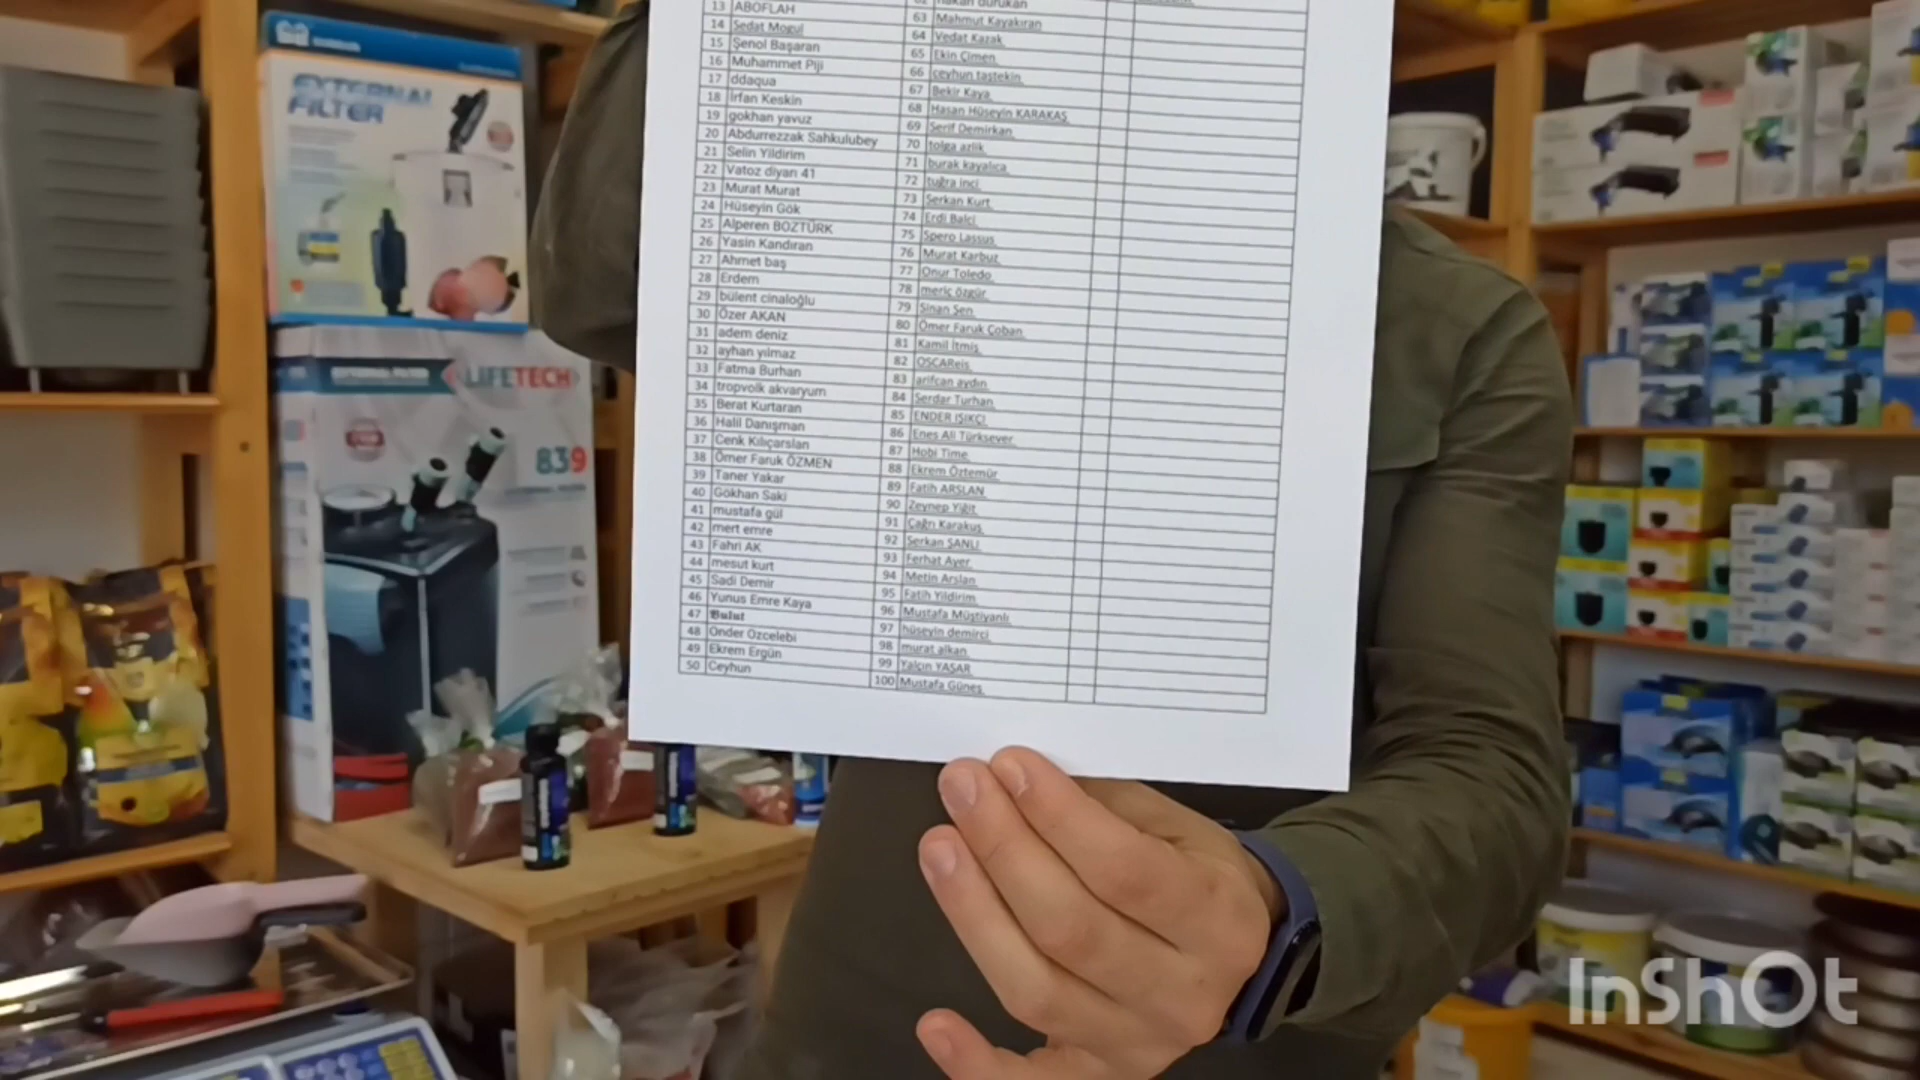 EXTERNAL
FILTER
LIFETECH
839
13 ABOFLAH
14 Sedat Mogul
15 Şenol Başaran
16 Muhammet Piji
17 ddaqua
18 İrfan Keskin
19 gokhan yavuz
20 Abdurrezzak Sahkulubey
21 Selin Yildirim
22 Vatoz diyarı 41
23 Murat Murat
24 Hüseyin Gök
25 Alperen BOZTÜRK
26 Yasin Kandıran
27 Ahmet baş
28 Erdem
29 bülent cinaloğlu
30 Özer AKAN
31 adem deniz
32 ayhan yılmaz
33 Fatma Burhan
34 tropvolk akvaryum
35 Berat Kurtaran
36 Halil Danışman
37 Cenk Kılıçarslan
38 Ömer Faruk ÖZMEN
39 Taner Yakar
40 Gökhan Saki
41 mustafa gül
42 mert emre
43 Fahri AK
44 mesut kurt
45 Sadi Demir
46 Yunus Emre Kaya
47 Bulut
48 Önder Özcelebi
49 Ekrem Ergün
50 Ceyhun
hakan durukan
63 Mahmut Kayakıran
64 Vedat Kazak
65 Ekin Çimen
66 ceyhun taştekin
67 Bekir Kaya
68 Hasan Hüseyin KARAKAŞ
69 Serif Demirkan
70 tolga azlik
71 burak kayalıca
72 tuğra inci
73 Serkan Kurt
74 Erdi Balci
75 Spero Lassus
76 Murat Karbuz
77 Onur Toledo
78 meriç özgür
79 Sinan Şen
80 Ömer Faruk Çoban
81 Kamil İtmiş
82 OSCAReis
83 arifcan aydın
84 Serdar Turhan
85 ENDER IŞIKÇI
86 Enes Ali Türksever
87 Hobi Time
88 Ekrem Öztemür
89 Fatih ARSLAN
90 Zeynep Yiğit
91 Çağrı Karakuş
92 Serkan ŞANLI
93 Ferhat Ayer
94 Metin Arslan
95 Fatih Yildirim
96 Mustafa Müştiyanlı
97 hüseyin demirci
98 murat alkan
99 Yalçın YAŞAR
100 Mustafa Güneş
InShOt